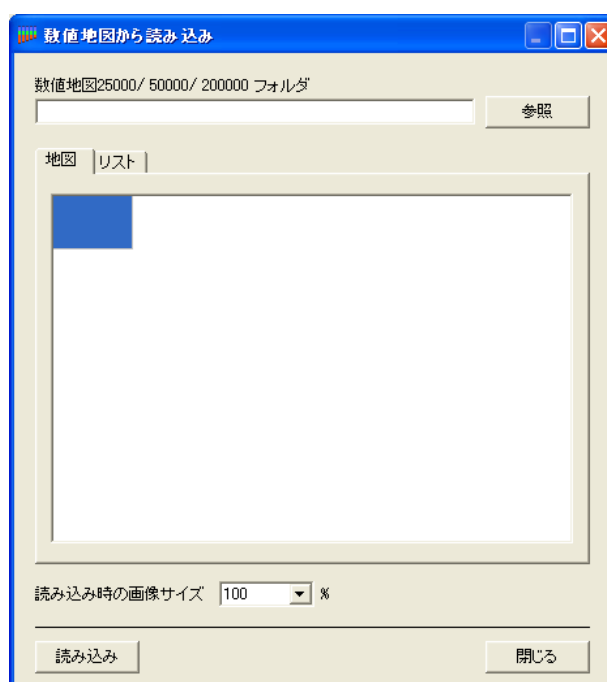 数値地図から読み込み
数値地図25000/ 50000/ 200000 フォルダ
参照
地図 リスト
読み込み時の画像サイズ 100 %
読み込み 閉じる